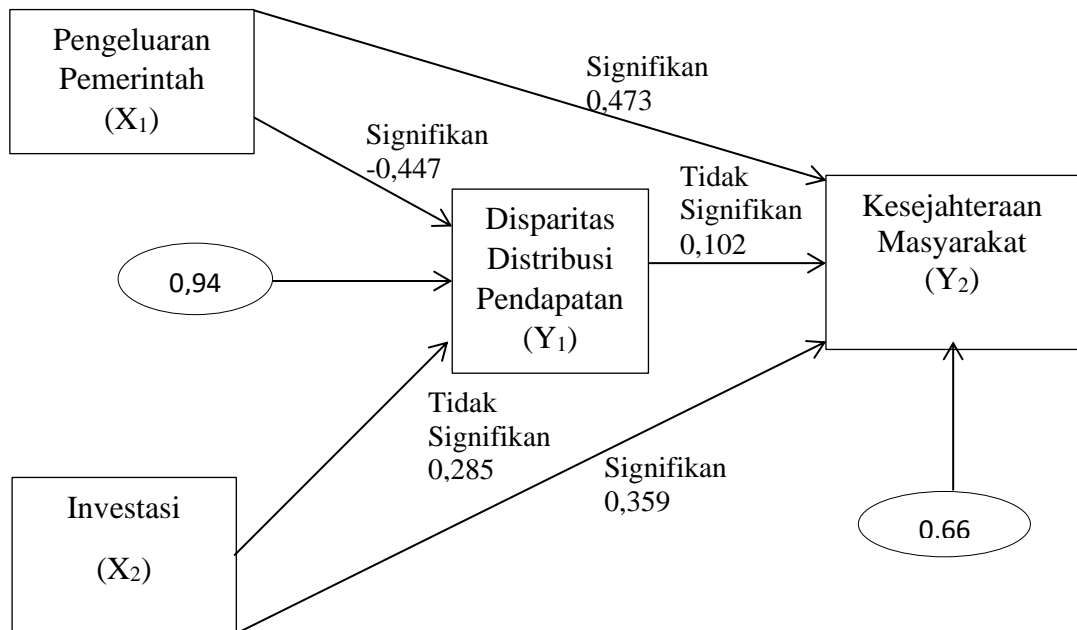 Pengeluaran
Pemerintah
(X₁)
Signifikan
0,473
Signifikan
-0,447
Disparitas
Distribusi
Pendapatan
(Y₁)
Tidak
Signifikan
0,102
Kesejahteraan
Masyarakat
(Y₂)
0,94
Tidak
Signifikan
0,285
Signifikan
0,359
Investasi
(X₂)
0.66